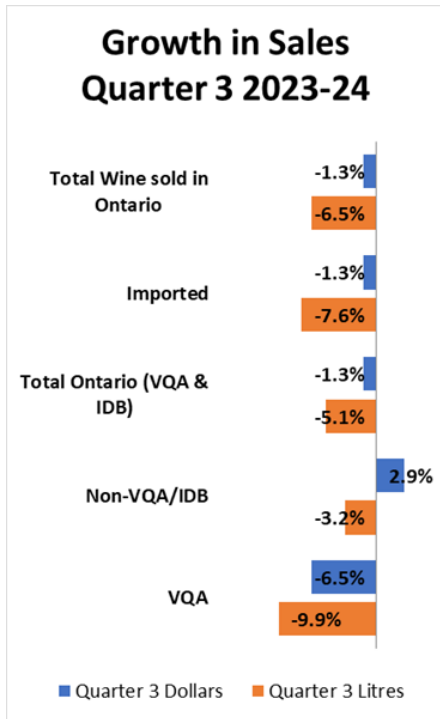 Growth in Sales
Quarter 3 2023-24
Total Wine sold in
Ontario
-1.3%
-6.5%
Imported
-1.3%
-7.6%
Total Ontario (VQA &
IDB)
-1.3%
-5.1%
Non-VQA/IDB
2.9%
-3.2%
VQA
-6.5%
-9.9%
Quarter 3 Dollars
Quarter 3 Litres